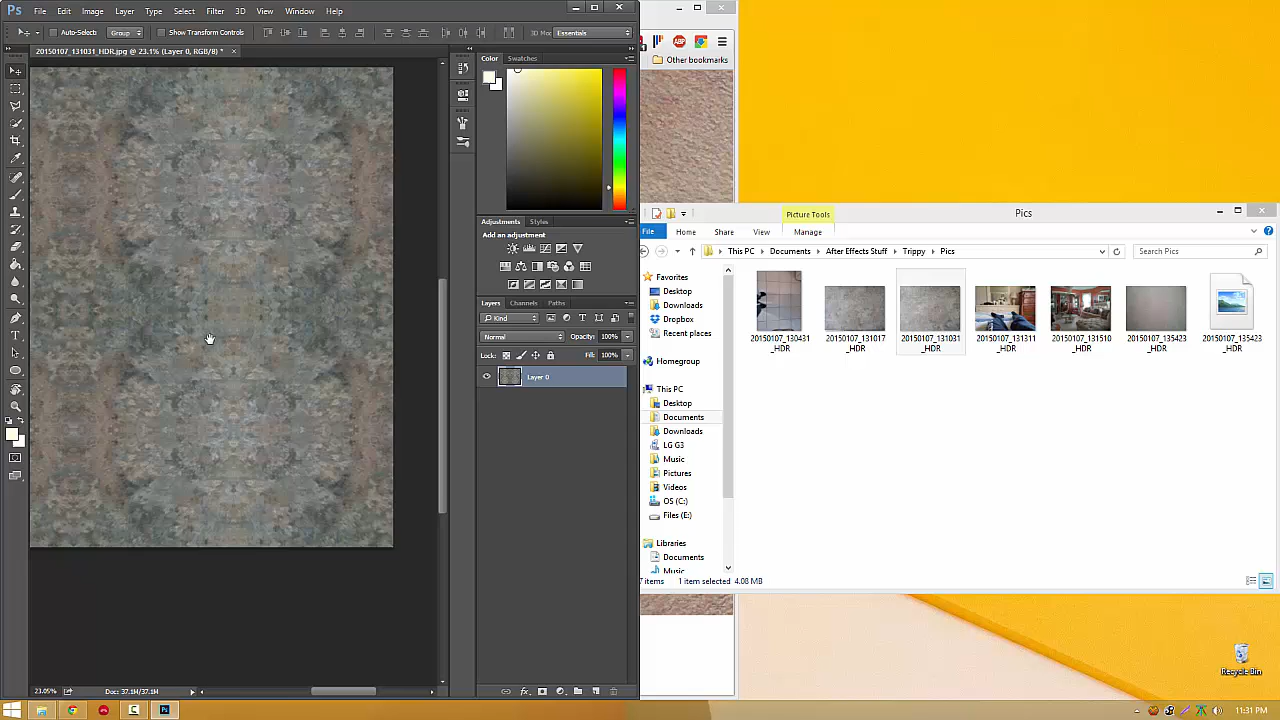 Ps File Edit Image Layer Type Select Filter 3D View Window Help
Auto-Select: Group Show Transform Controls Essentials
20150107_131031_HDR.jpg @ 23.1% (Layer 0, RGB/8) *
Color Swatches
Adjustments Styles
Add an adjustment
Layers Channels Paths
Kind
Normal Opacity: 100%
Lock: Fill: 100%
Layer 0
23.05% Doc: 37.1M/37.1M
Other bookmarks
Picture Tools
Pics
File Home Share View Manage
This PC Documents After Effects Stuff Trippy Pics
Search Pics
Favorites
Desktop
Downloads
Dropbox
Recent places
Homegroup
This PC
Desktop
Documents
Downloads
LG G3
Music
Pictures
Videos
OS (C:)
Files (E:)
Libraries
Documents
Music
20150107_130431_HDR
20150107_131017_HDR
20150107_131031_HDR
20150107_131311_HDR
20150107_131510_HDR
20150107_135423_HDR
20150107_135423_HDR
7 items 1 item selected 4.08 MB
Recycle Bin
11:31 PM